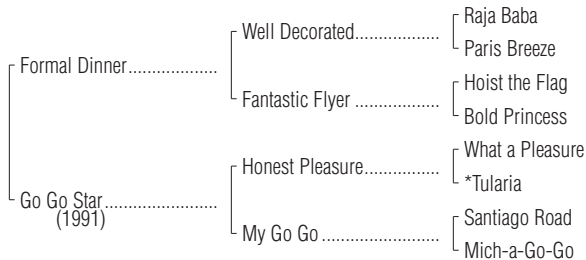 Raja Baba
Well Decorated...................
Paris Breeze
Formal Dinner....................
Hoist the Flag
Fantastic Flyer ...................
Bold Princess
What a Pleasure
Honest Pleasure.................
*Tularia
Go Go Star.........................
(1991)
Santiago Road
My Go Go ..........................
Mich-a-Go-Go